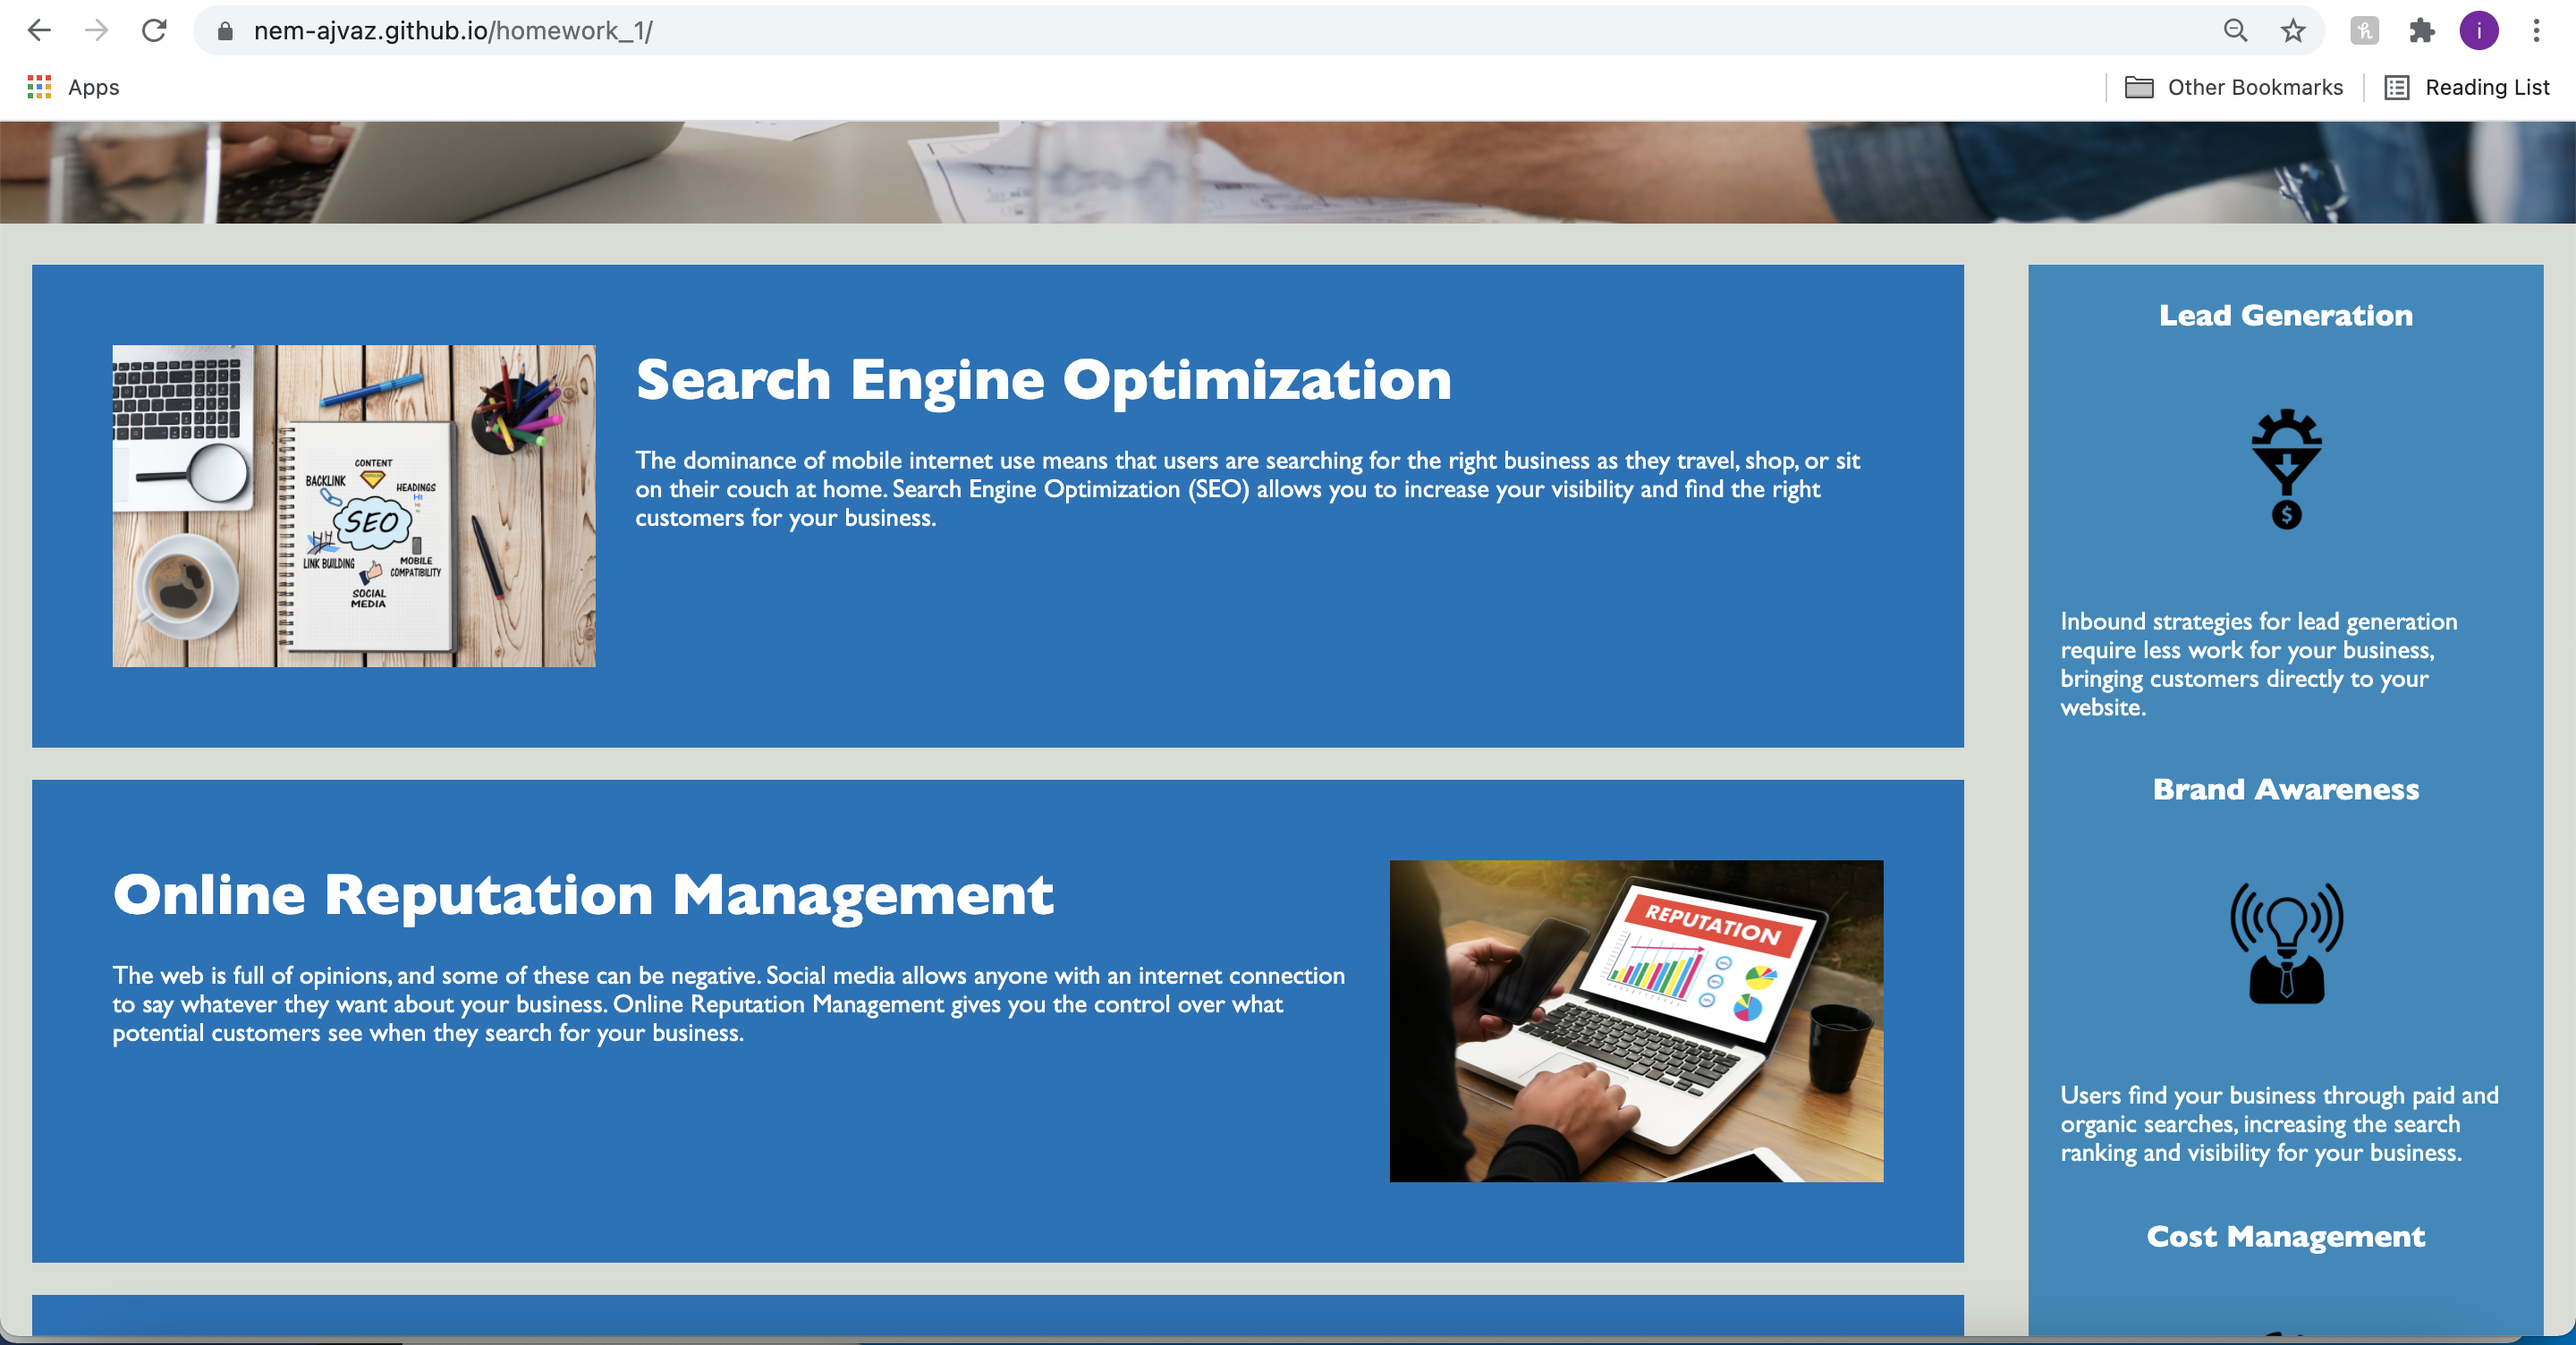 nem-ajvaz.github.io/homework_1/
i
Apps
Other Bookmarks
Reading List
CONTENT
BACKLINK
HEADINGS
H1
SEO
LINK BUILDING
MOBILE
COMPATIBILITY
SOCIAL
MEDIA
Search Engine Optimization
The dominance of mobile internet use means that users are searching for the right business as they travel, shop, or sit
on their couch at home. Search Engine Optimization (SEO) allows you to increase your visibility and find the right
customers for your business.
Online Reputation Management
The web is full of opinions, and some of these can be negative. Social media allows anyone with an internet connection
to say whatever they want about your business. Online Reputation Management gives you the control over what
potential customers see when they search for your business.
REPUTATION
Lead Generation
$
Inbound strategies for lead generation
require less work for your business,
bringing customers directly to your
website.
Brand Awareness
Users find your business through paid and
organic searches, increasing the search
ranking and visibility for your business.
Cost Management